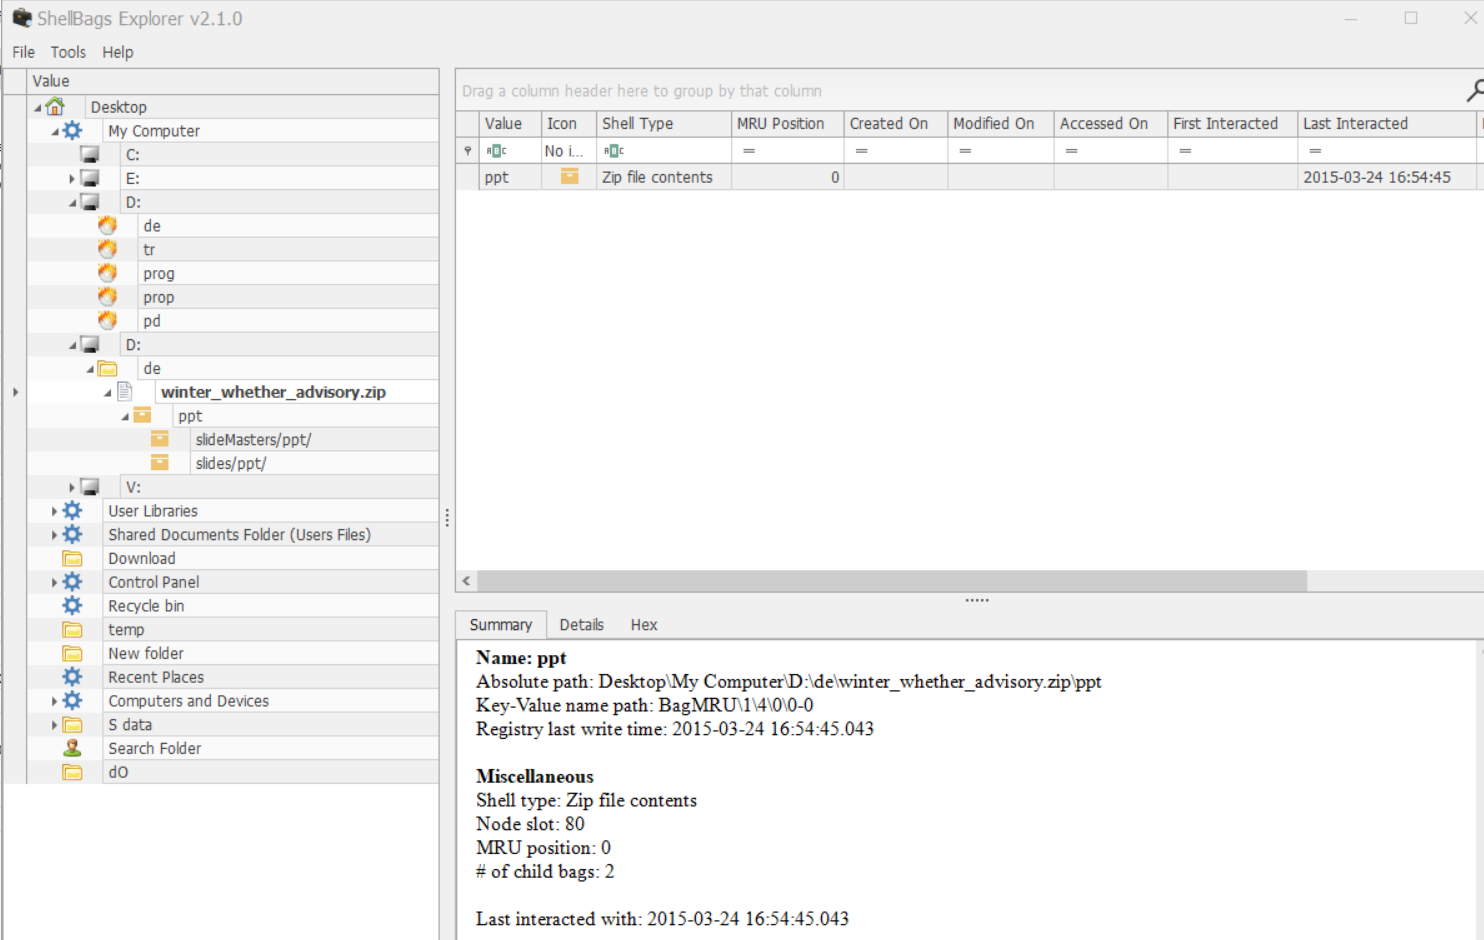 ShellBags Explorer v2.1.0
File Tools Help
Value
Desktop
My Computer
C:
E:
D:
de
tr
prog
prop
pd
D:
de
winter_whether_advisory.zip
ppt
slideMasters/ppt/
slides/ppt/
V:
User Libraries
Shared Documents Folder (Users Files)
Download
Control Panel
Recycle bin
temp
New folder
Recent Places
Computers and Devices
S data
Search Folder
dO
Drag a column header here to group by that column
Value Icon Shell Type MRU Position Created On Modified On Accessed On First Interacted Last Interacted
No i... = = = = = =
ppt Zip file contents 0 2015-03-24 16:54:45
Summary Details Hex
Name: ppt
Absolute path: Desktop\My Computer\D:\de\winter_whether_advisory.zip\ppt
Key-Value name path: BagMRU\1\4\0\0-0
Registry last write time: 2015-03-24 16:54:45.043
Miscellaneous
Shell type: Zip file contents
Node slot: 80
MRU position: 0
# of child bags: 2
Last interacted with: 2015-03-24 16:54:45.043